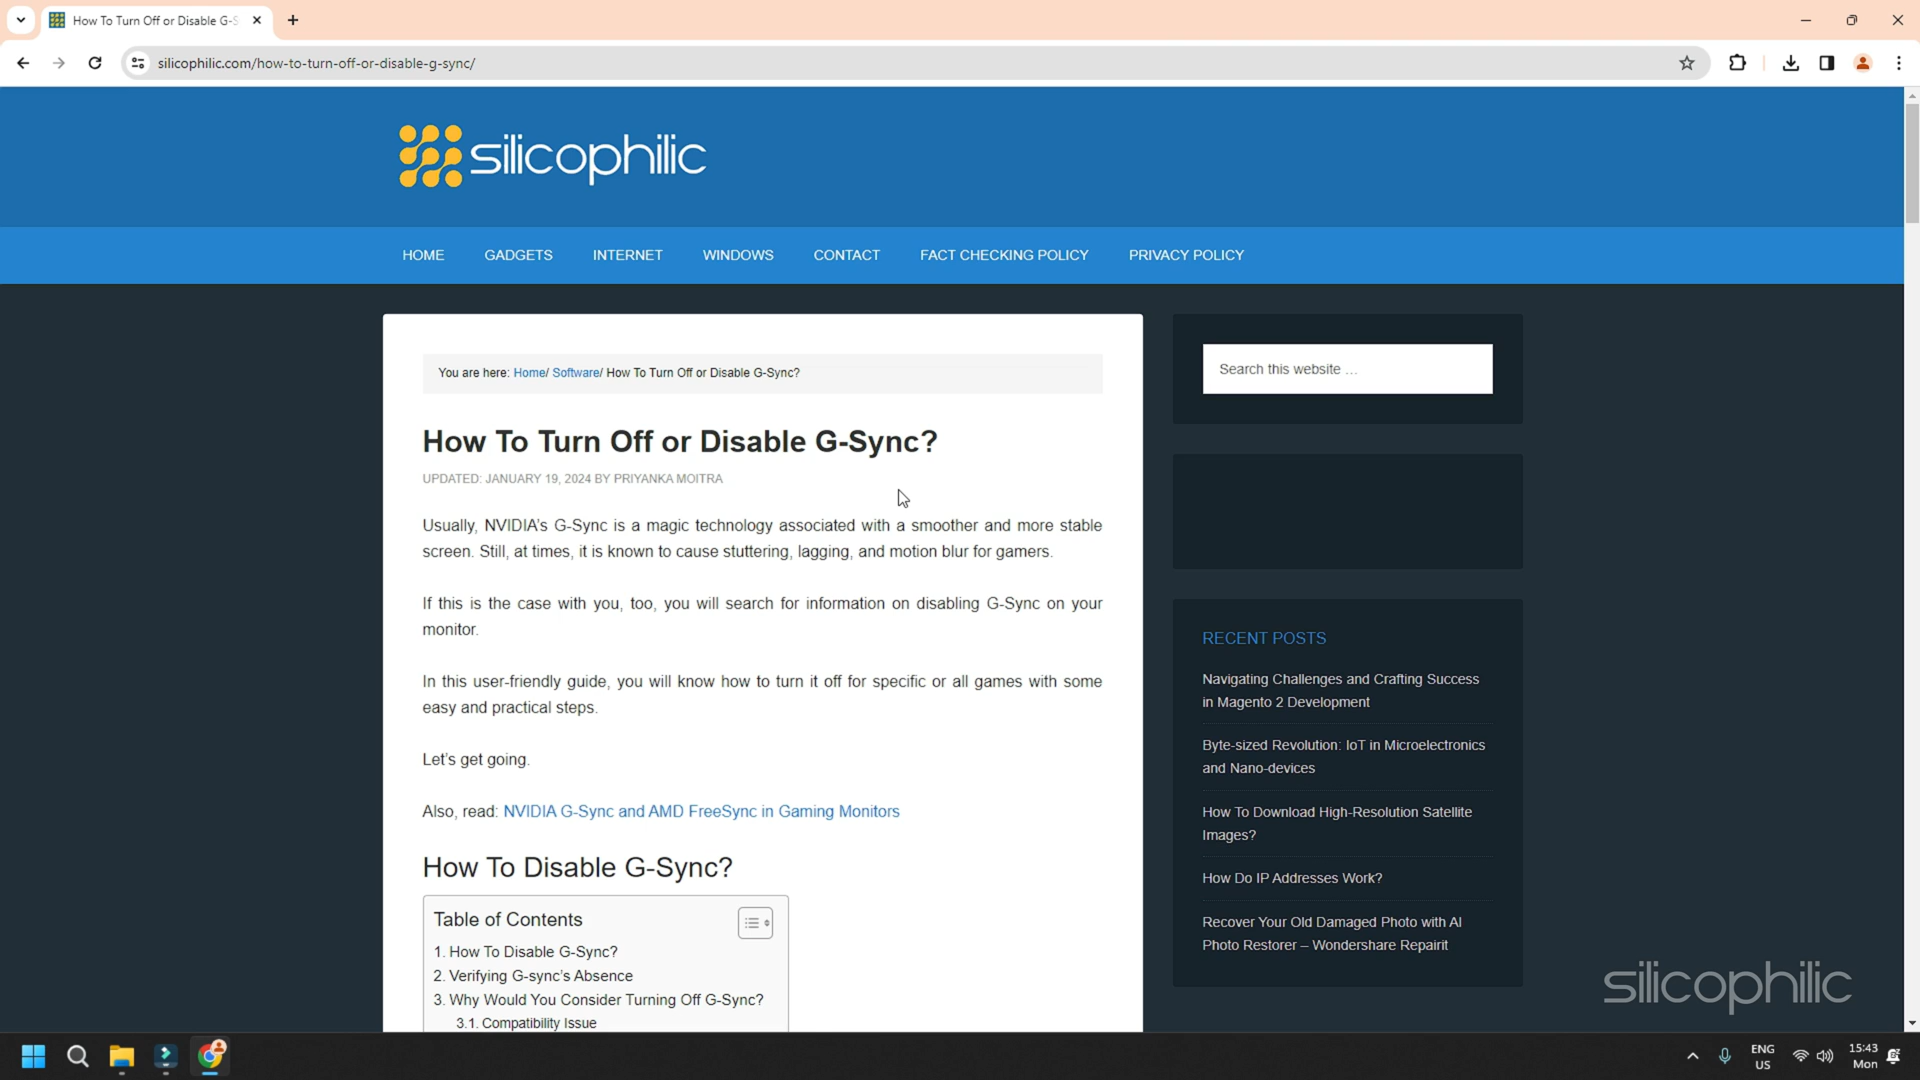 How To Turn Off or Disable G-S
silicophilic.com/how-to-turn-off-or-disable-g-sync/
silicophilic
HOME GADGETS INTERNET WINDOWS CONTACT FACT CHECKING POLICY PRIVACY POLICY
You are here: Home/ Software/ How To Turn Off or Disable G-Sync?
How To Turn Off or Disable G-Sync?
UPDATED: JANUARY 19, 2024 BY PRIYANKA MOITRA
Usually, NVIDIA's G-Sync is a magic technology associated with a smoother and more stable
screen. Still, at times, it is known to cause stuttering, lagging, and motion blur for gamers.
If this is the case with you, too, you will search for information on disabling G-Sync on your
monitor.
In this user-friendly guide, you will know how to turn it off for specific or all games with some
easy and practical steps.
Let's get going.
Also, read: NVIDIA G-Sync and AMD FreeSync in Gaming Monitors
How To Disable G-Sync?
Table of Contents
1. How To Disable G-Sync?
2. Verifying G-sync's Absence
3. Why Would You Consider Turning Off G-Sync?
3.1. Compatibility Issue
Search this website …
RECENT POSTS
Navigating Challenges and Crafting Success
in Magento 2 Development
Byte-sized Revolution: IoT in Microelectronics
and Nano-devices
How To Download High-Resolution Satellite
Images?
How Do IP Addresses Work?
Recover Your Old Damaged Photo with AI
Photo Restorer – Wondershare Repairit
silicophilic
ENG
US
15:43
Mon